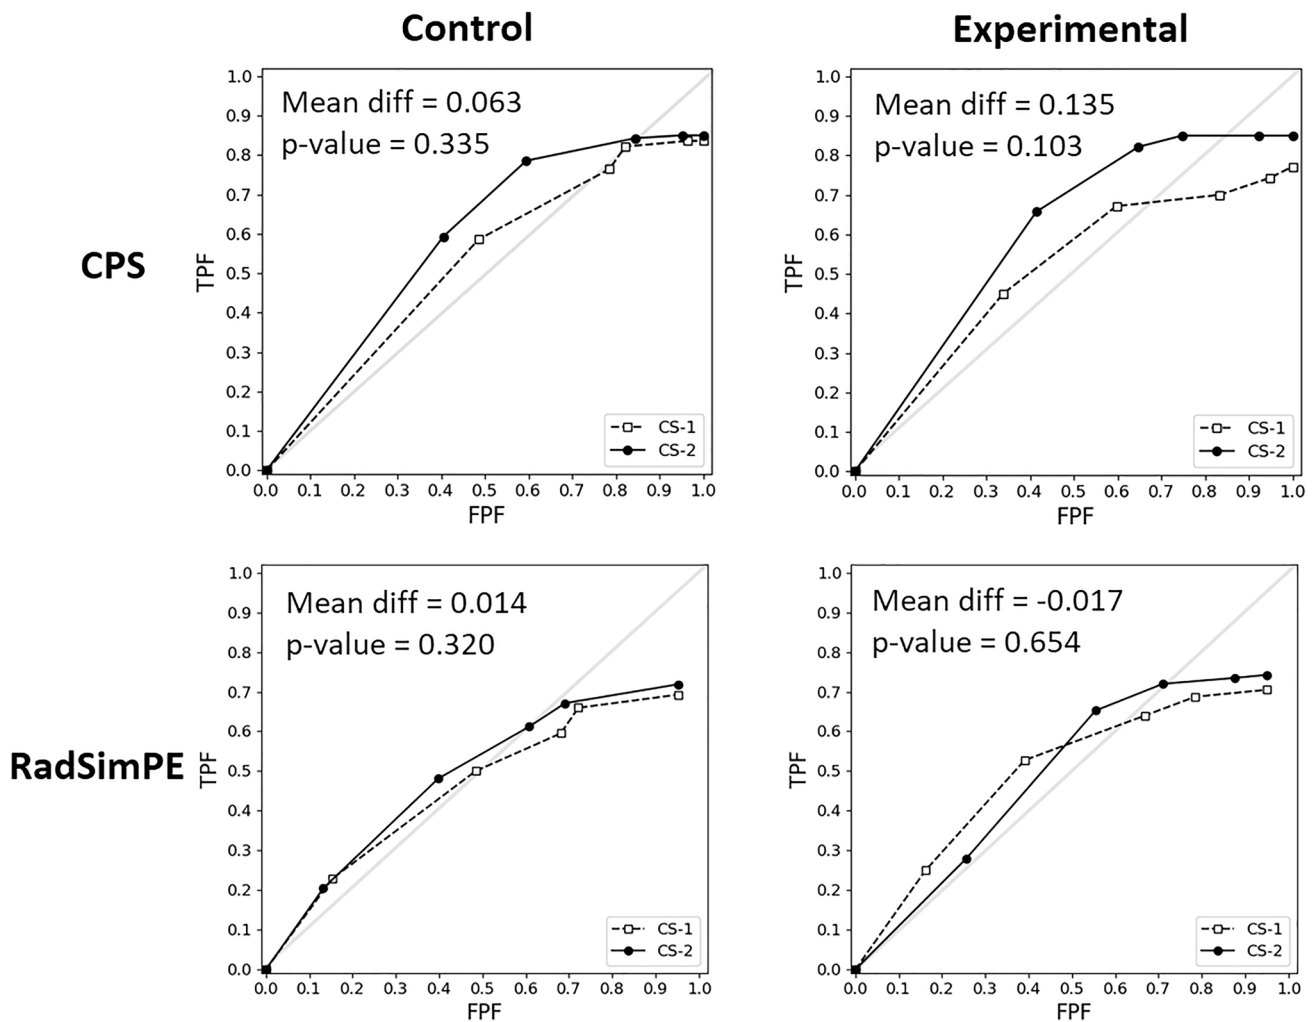 Control
Experimental
CPS
RadSimPE
Mean diff = 0.063
p-value = 0.335
1.0
0.9
0.8
0.7
0.6
0.5
0.4
0.3
0.2
0.1
0.0
TPF
0.0 0.1 0.2 0.3 0.4 0.5 0.6 0.7 0.8 0.9 1.0
FPF
CS-1
CS-2
Mean diff = 0.135
p-value = 0.103
1.0
0.9
0.8
0.7
0.6
0.5
0.4
0.3
0.2
0.1
0.0
TPF
0.0 0.1 0.2 0.3 0.4 0.5 0.6 0.7 0.8 0.9 1.0
FPF
CS-1
CS-2
Mean diff = 0.014
p-value = 0.320
1.0
0.9
0.8
0.7
0.6
0.5
0.4
0.3
0.2
0.1
0.0
TPF
0.0 0.1 0.2 0.3 0.4 0.5 0.6 0.7 0.8 0.9 1.0
FPF
CS-1
CS-2
Mean diff = -0.017
p-value = 0.654
1.0
0.9
0.8
0.7
0.6
0.5
0.4
0.3
0.2
0.1
0.0
TPF
0.0 0.1 0.2 0.3 0.4 0.5 0.6 0.7 0.8 0.9 1.0
FPF
CS-1
CS-2